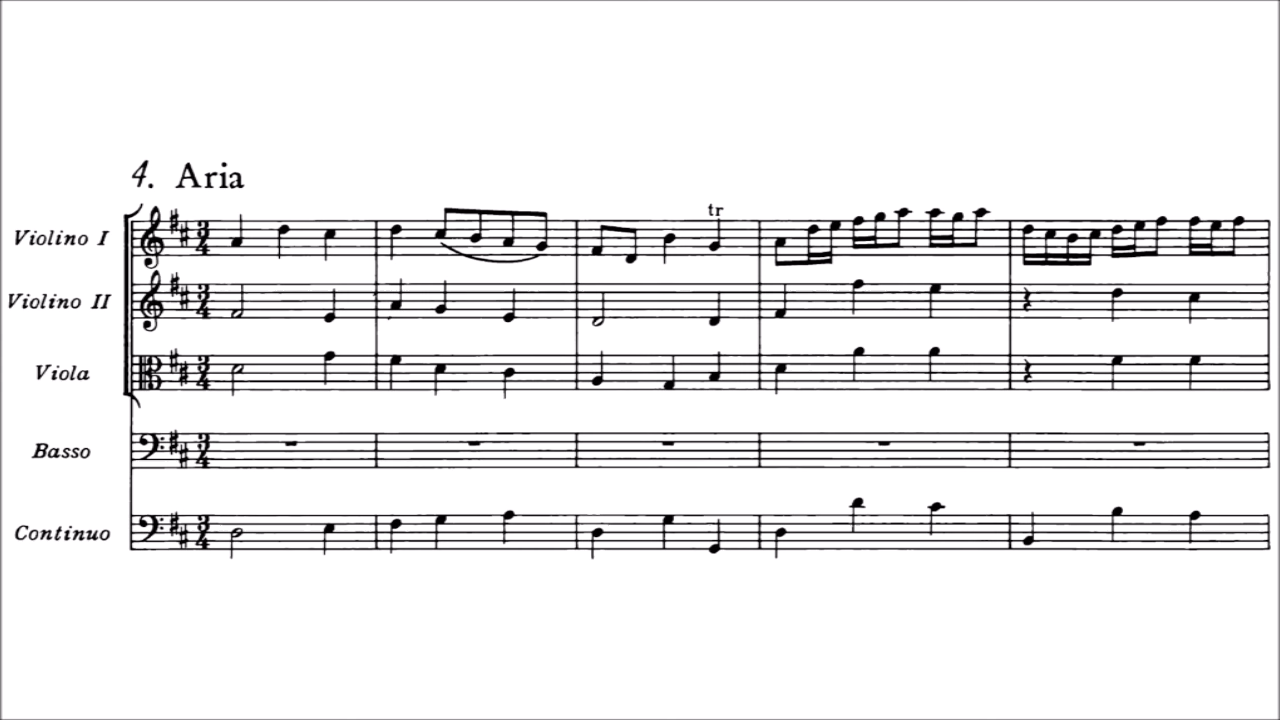 4. Aria
Violino I
tr
Violino II
Viola
Basso
Continuo